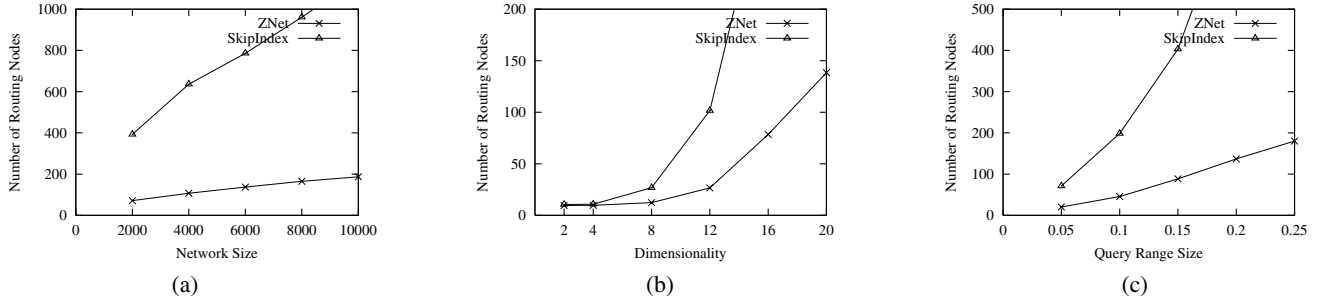 1000
800
600
400
200
0
Number of Routing Nodes
0 2000 4000 6000 8000 10000
Network Size
ZNet
SkipIndex
(a)
200
150
100
50
0
Number of Routing Nodes
2 4 8 12 16 20
Dimensionality
ZNet
SkipIndex
(b)
500
400
300
200
100
0
Number of Routing Nodes
0 0.05 0.1 0.15 0.2 0.25
Query Range Size
ZNet
SkipIndex
(c)